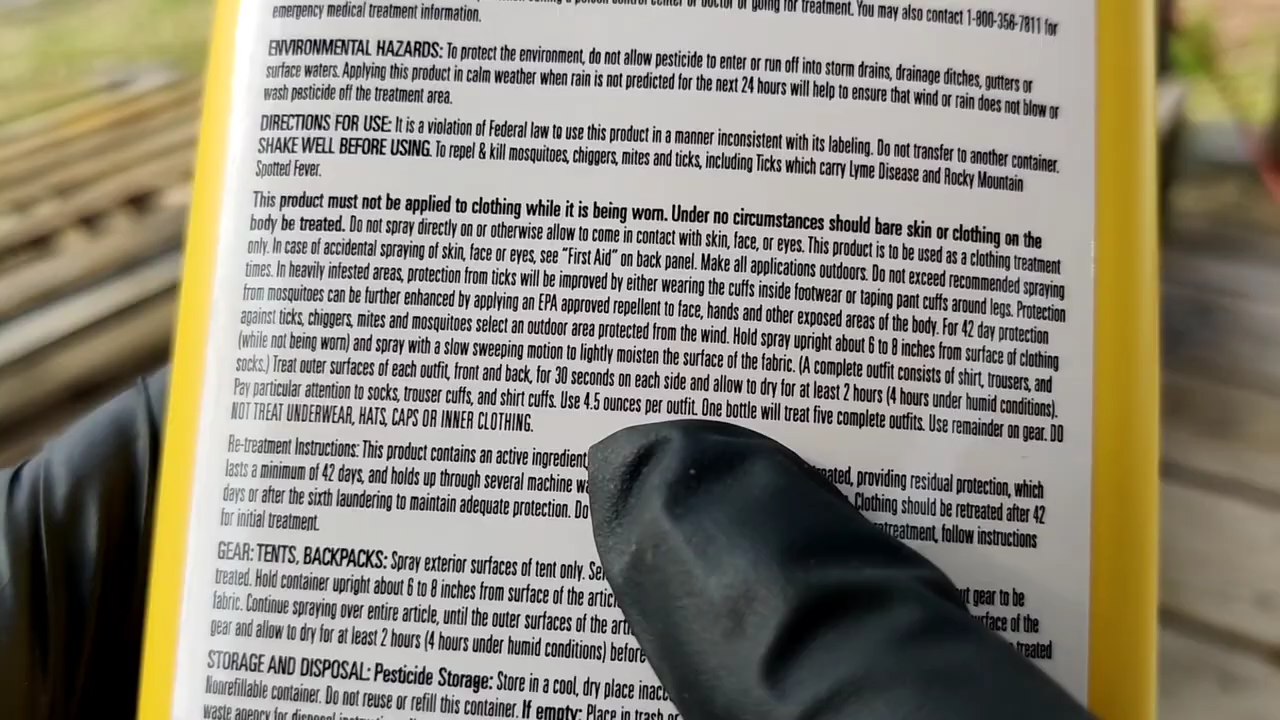 poison control center or doctor or going for treatment. You may also contact 1-800-356-7811 for
emergency medical treatment information.
ENVIRONMENTAL HAZARDS: To protect the environment, do not allow pesticide to enter or run off into storm drains, drainage ditches, gutters or
surface waters. Applying this product in calm weather when rain is not predicted for the next 24 hours will help to ensure that wind or rain does not blow or
wash pesticide off the treatment area.
DIRECTIONS FOR USE: It is a violation of Federal law to use this product in a manner inconsistent with its labeling. Do not transfer to another container.
SHAKE WELL BEFORE USING. To repel & kill mosquitoes, chiggers, mites and ticks, including Ticks which carry Lyme Disease and Rocky Mountain
Spotted Fever.
This product must not be applied to clothing while it is being worn. Under no circumstances should bare skin or clothing on the
body be treated. Do not spray directly on or otherwise allow to come in contact with skin, face, or eyes. This product is to be used as a clothing treatment
only. In case of accidental spraying of skin, face or eyes, see "First Aid" on back panel. Make all applications outdoors. Do not exceed recommended spraying
times. In heavily infested areas, protection from ticks will be improved by either wearing the cuffs inside footwear or taping pant cuffs around legs. Protection
from mosquitoes can be further enhanced by applying an EPA approved repellent to face, hands and other exposed areas of the body. For 42 day protection
against ticks, chiggers, mites and mosquitoes select an outdoor area protected from the wind. Hold spray upright about 6 to 8 inches from surface of clothing
(while not being worn) and spray with a slow sweeping motion to lightly moisten the surface of the fabric. (A complete outfit consists of shirt, trousers, and
socks.) Treat outer surfaces of each outfit, front and back, for 30 seconds on each side and allow to dry for at least 2 hours (4 hours under humid conditions).
Pay particular attention to socks, trouser cuffs, and shirt cuffs. Use 4.5 ounces per outfit. One bottle will treat five complete outfits. Use remainder on gear. DO
NOT TREAT UNDERWEAR, HATS, CAPS OR INNER CLOTHING.
Re-treatment Instructions: This product contains an active ingredient, providing residual protection, which
lasts a minimum of 42 days, and holds up through several machine Clothing should be retreated after 42
days or after the sixth laundering to maintain adequate protection. Do follow instructions
for initial treatment.
GEAR: TENTS, BACKPACKS: Spray exterior surfaces of tent only. gear to be
treated. Hold container upright about 6 to 8 inches from surface of the of the
fabric. Continue spraying over entire article, until the outer surfaces of the treated
gear and allow to dry for at least 2 hours (4 hours under humid conditions) before
STORAGE AND DISPOSAL: Pesticide Storage: Store in a cool, dry place
Nonrefillable container. Do not reuse or refill this container. If empty: Place in trash or
waste agency for disposal